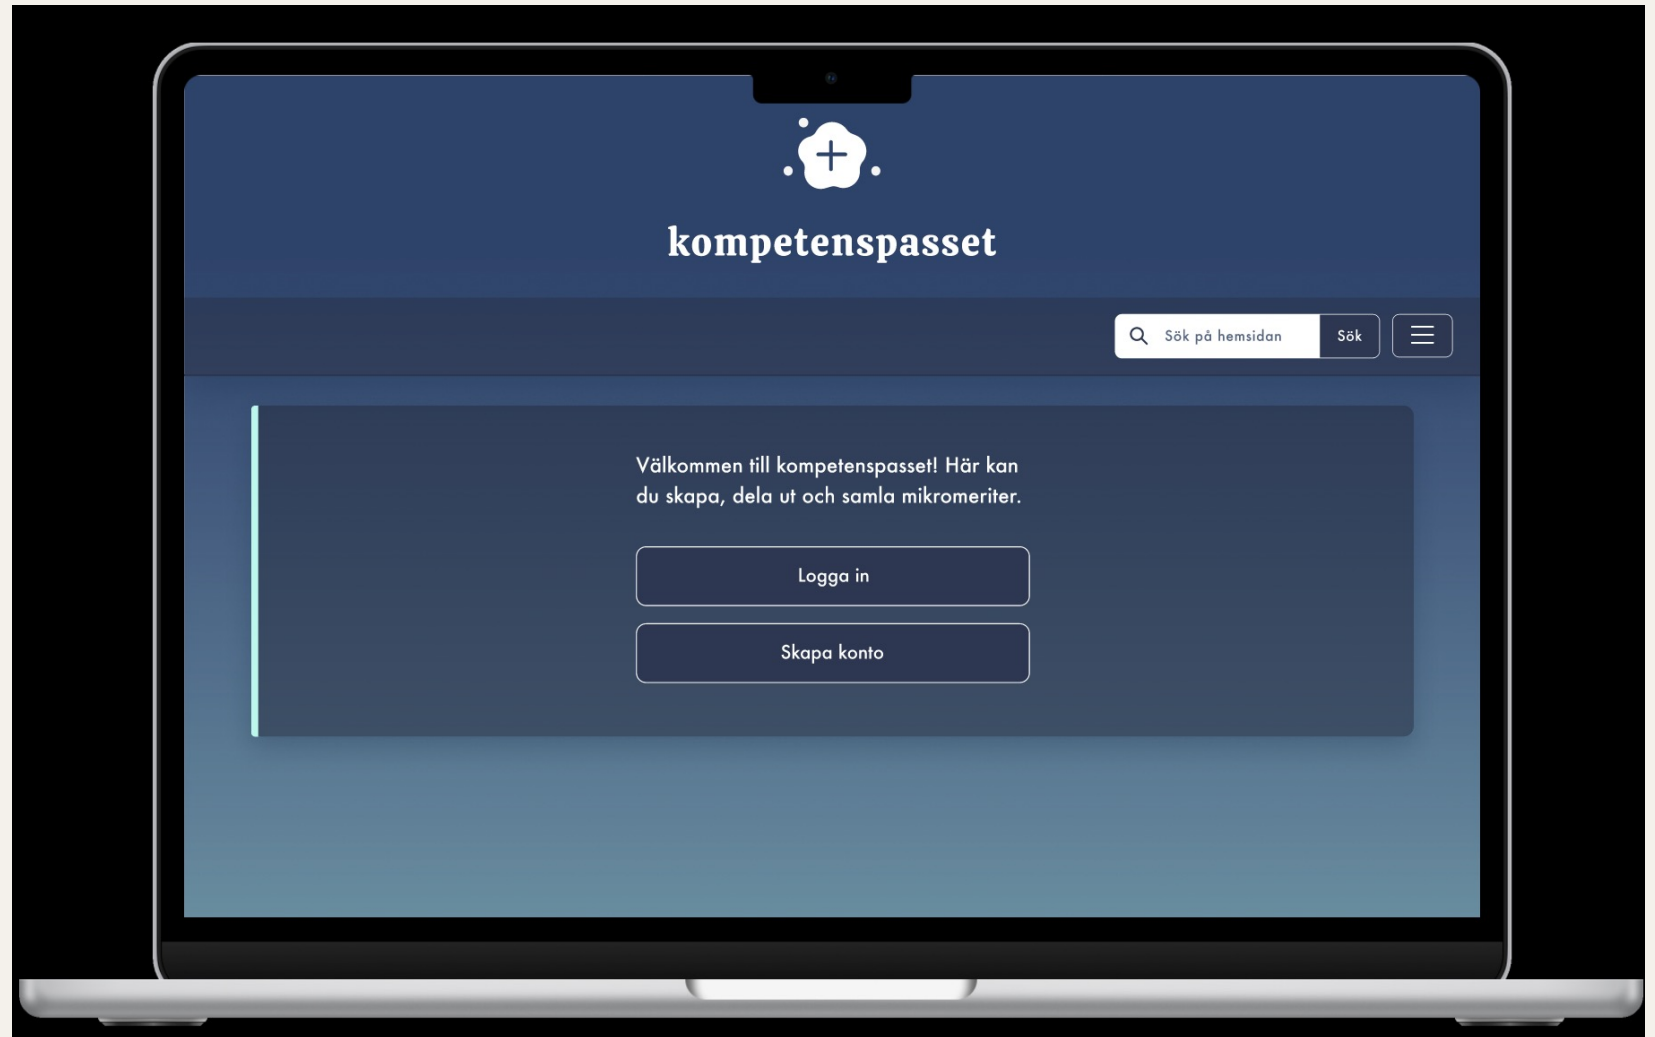 kompetenspasset
Sök på hemsidan
Sök
Välkommen till kompetenspasset! Här kan
du skapa, dela ut och samla mikromeriter.
Logga in
Skapa konto